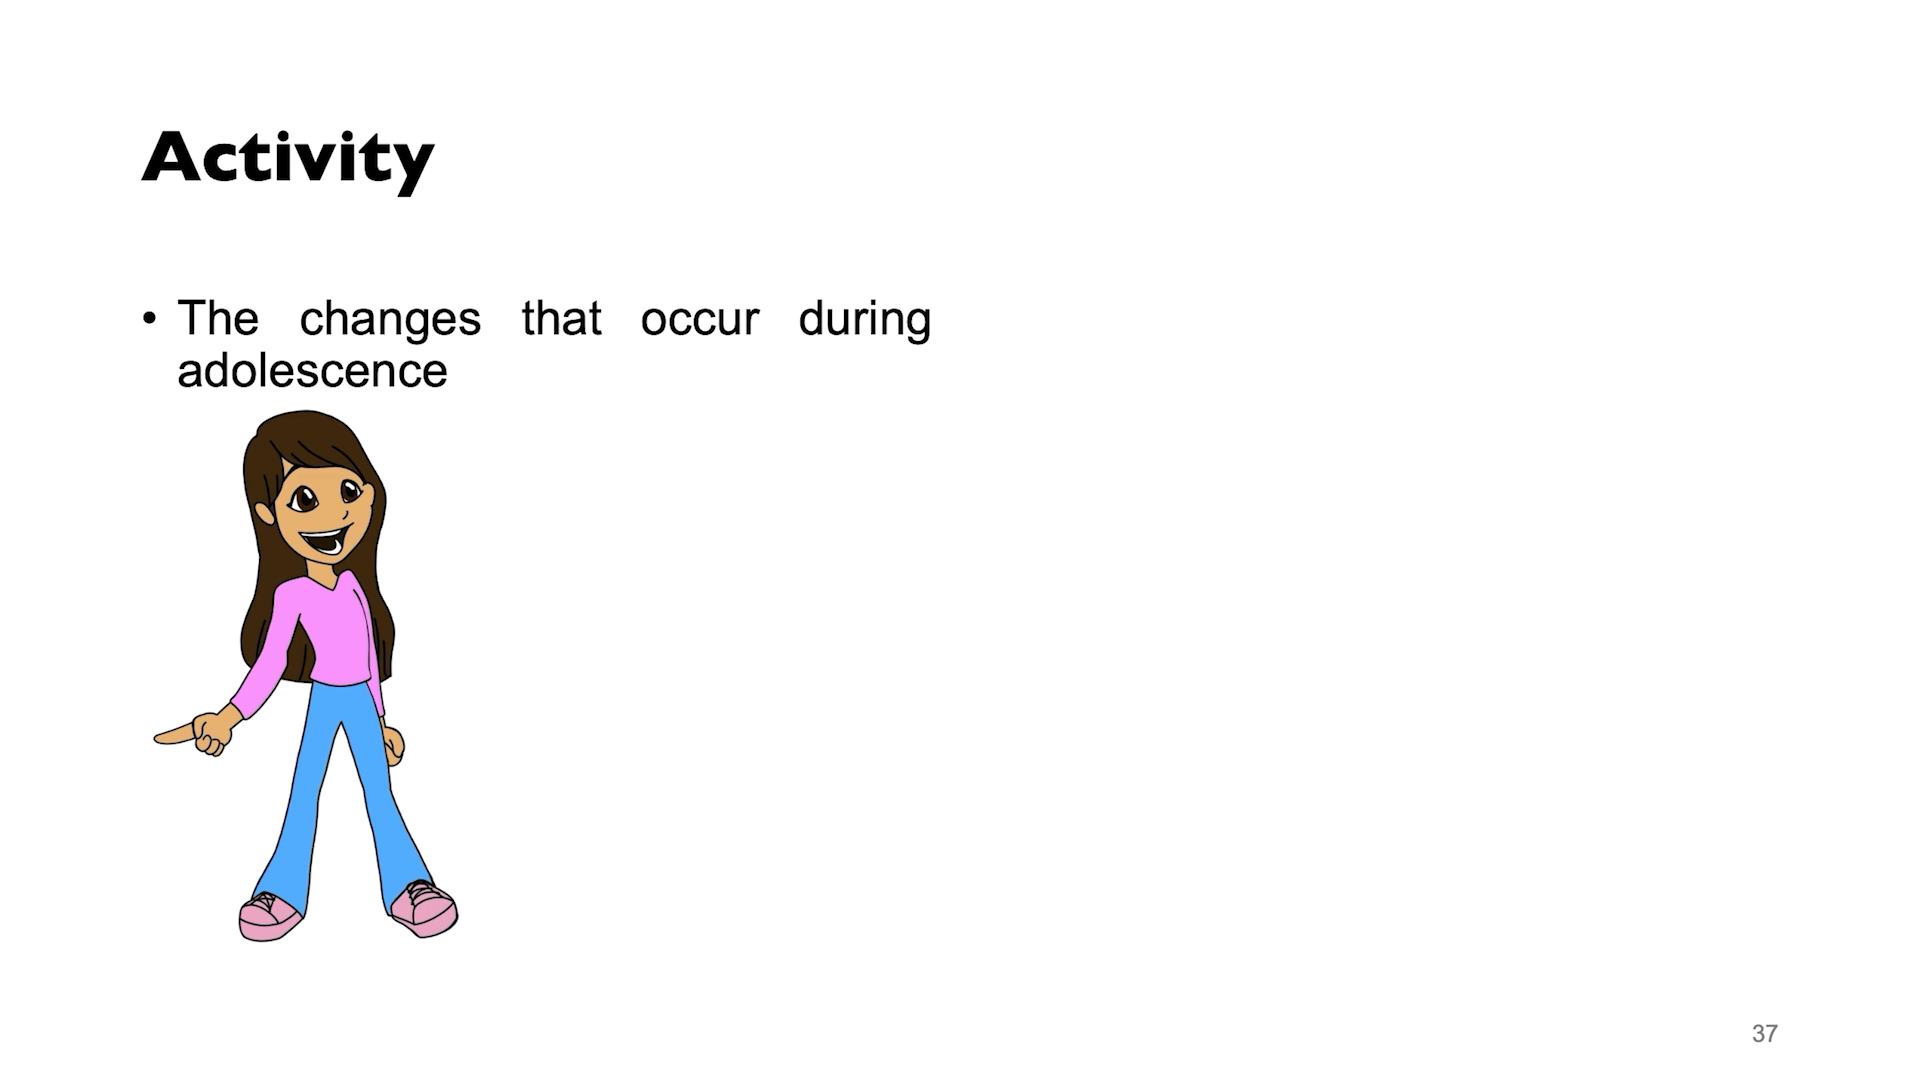 Activity
• The changes that occur during
adolescence
37